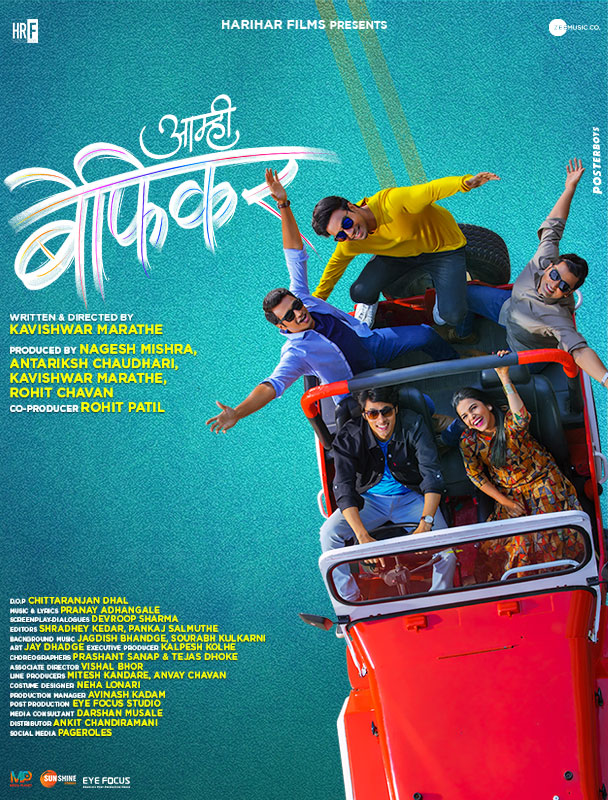 HRF
HARIHAR FILMS PRESENTS
ZEE MUSIC CO.
POSTERBOYS
आम्ही
बेफिकर
WRITTEN & DIRECTED BY
KAVISHWAR MARATHE
PRODUCED BY NAGESH MISHRA,
ANTARIKSH CHAUDHARI,
KAVISHWAR MARATHE,
ROHIT CHAVAN
CO-PRODUCER ROHIT PATIL
D.O.P CHITTARANJAN DHAL
MUSIC & LYRICS PRANAY ADHANGALE
SCREENPLAY-DIALOGUES DEVROOP SHARMA
EDITORS SHRADHEY KEDAR, PANKAJ SALMUTHE
BACKGROUND MUSIC JAGDISH BHANDGE, SOURABH KULKARNI
ART JAY DHADGE EXECUTIVE PRODUCER KALPESH KOLHE
CHOREOGRAPHERS PRASHANT SANAP & TEJAS DHOKE
ASSOCIATE DIRECTOR VISHAL BHOR
LINE PRODUCERS MITESH KANDARE, ANVAY CHAVAN
COSTUME DESIGNER NEHA LONARI
PRODUCTION MANAGER AVINASH KADAM
POST PRODUCTION EYE FOCUS STUDIO
MEDIA CONSULTANT DARSHAN MUSALE
DISTRIBUTOR ANKIT CHANDIRAMANI
SOCIAL MEDIA PAGEROLES
MP
SUNSHINE
EYE FOCUS